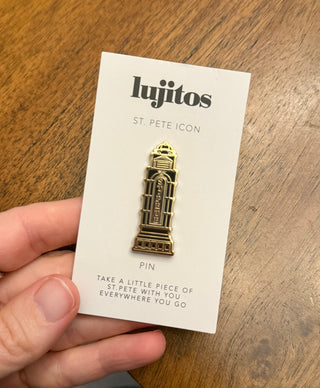 lujitos
ST. PETE ICON
PIN
TAKE A LITTLE PIECE OF
ST.PETE WITH YOU
EVERYWHERE YOU GO